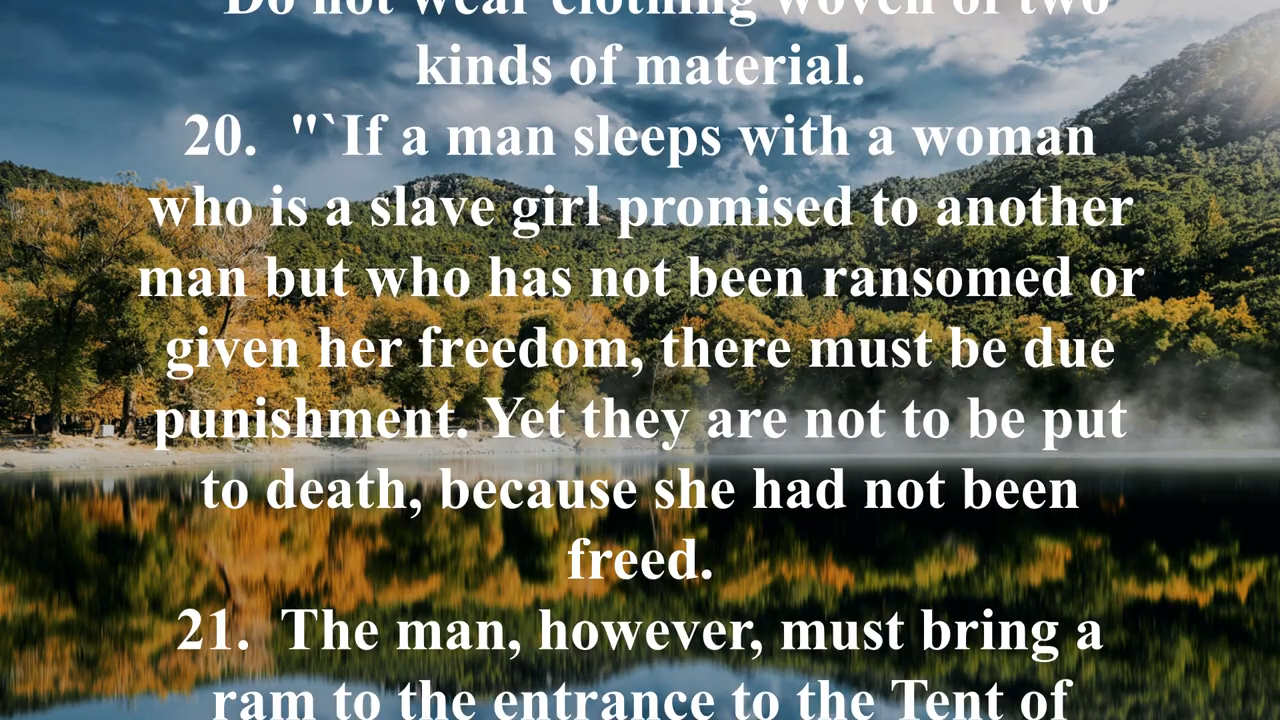 "Do not wear clothing woven of two
kinds of material.
20.  "`If a man sleeps with a woman
who is a slave girl promised to another
man but who has not been ransomed or
given her freedom, there must be due
punishment. Yet they are not to be put
to death, because she had not been
freed.
21.  The man, however, must bring a
ram to the entrance to the Tent of